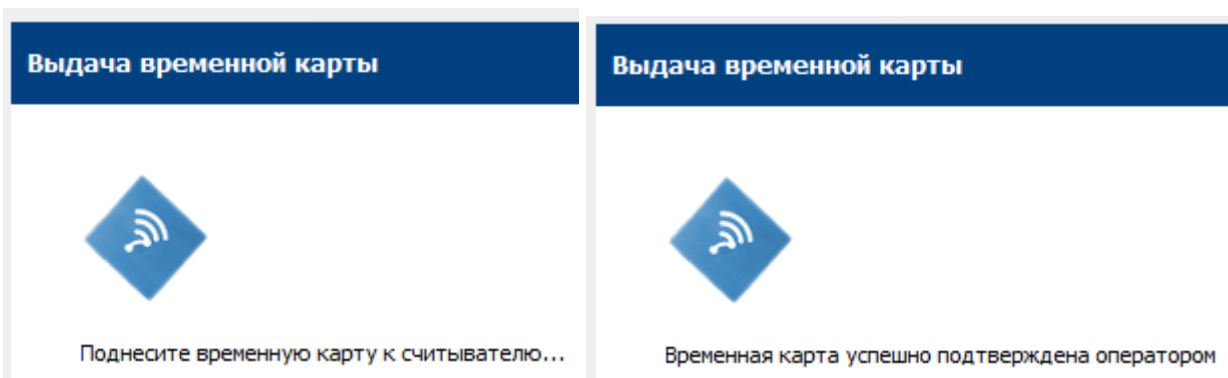 Выдача временной карты
Поднесите временную карту к считывателю...
Выдача временной карты
Временная карта успешно подтверждена оператором